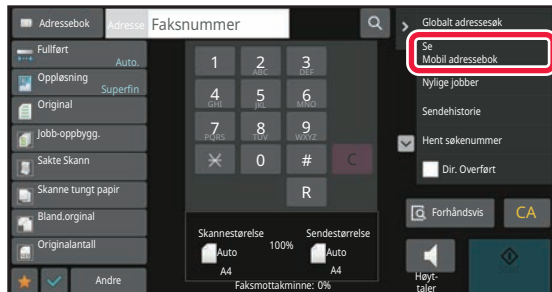 Adressebok
Adresse
Faksnummer
Globalt adressesøk
Se
Mobil adressebok
Nylige jobber
Sendehistorie
Hent søkenummer
Dir. Overført
Fullført
Auto.
Oppløsning
Superfin
Original
Jobb-oppbygg.
Sakte Skann
Skanne tungt papir
Bland.orginal
Originalantall
Andre
1
2
ABC
3
DEF
4
GHI
5
JKL
6
MNO
7
PQRS
8
TUV
9
WXYZ
0
#
C
R
Skannestørelse
100%
Sendestørrelse
Auto
A4
Auto
A4
Faksmottakminne: 0%
Forhåndsvis
CA
Høyt-
taler
Start